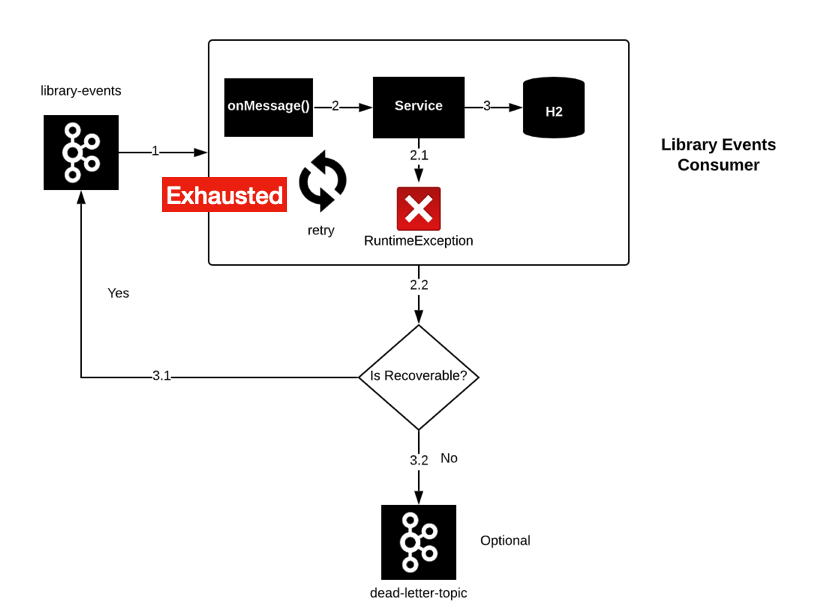 library-events
onMessage()
2
Service
3
H2
1
2.1
Library Events
Consumer
Exhausted
retry
RuntimeException
2.2
Yes
3.1
Is Recoverable?
3.2
No
Optional
dead-letter-topic